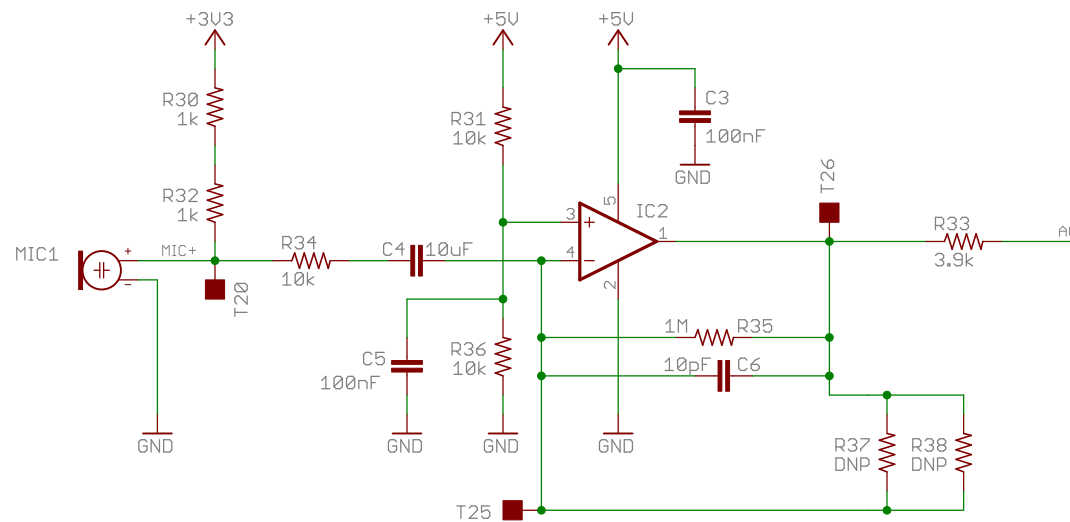 +3V3
+5V
+5V
R30
1k
R31
10k
C3
100nF
GND
R32
1k
T26
5
3
IC2
+
1
4
-
2
MIC1
+
-
MIC+
R34
10k
C4
10uF
R33
3.9k
T20
1M
R35
10pF
C6
C5
100nF
R36
10k
GND
GND
GND
GND
R37
DNP
R38
DNP
T25